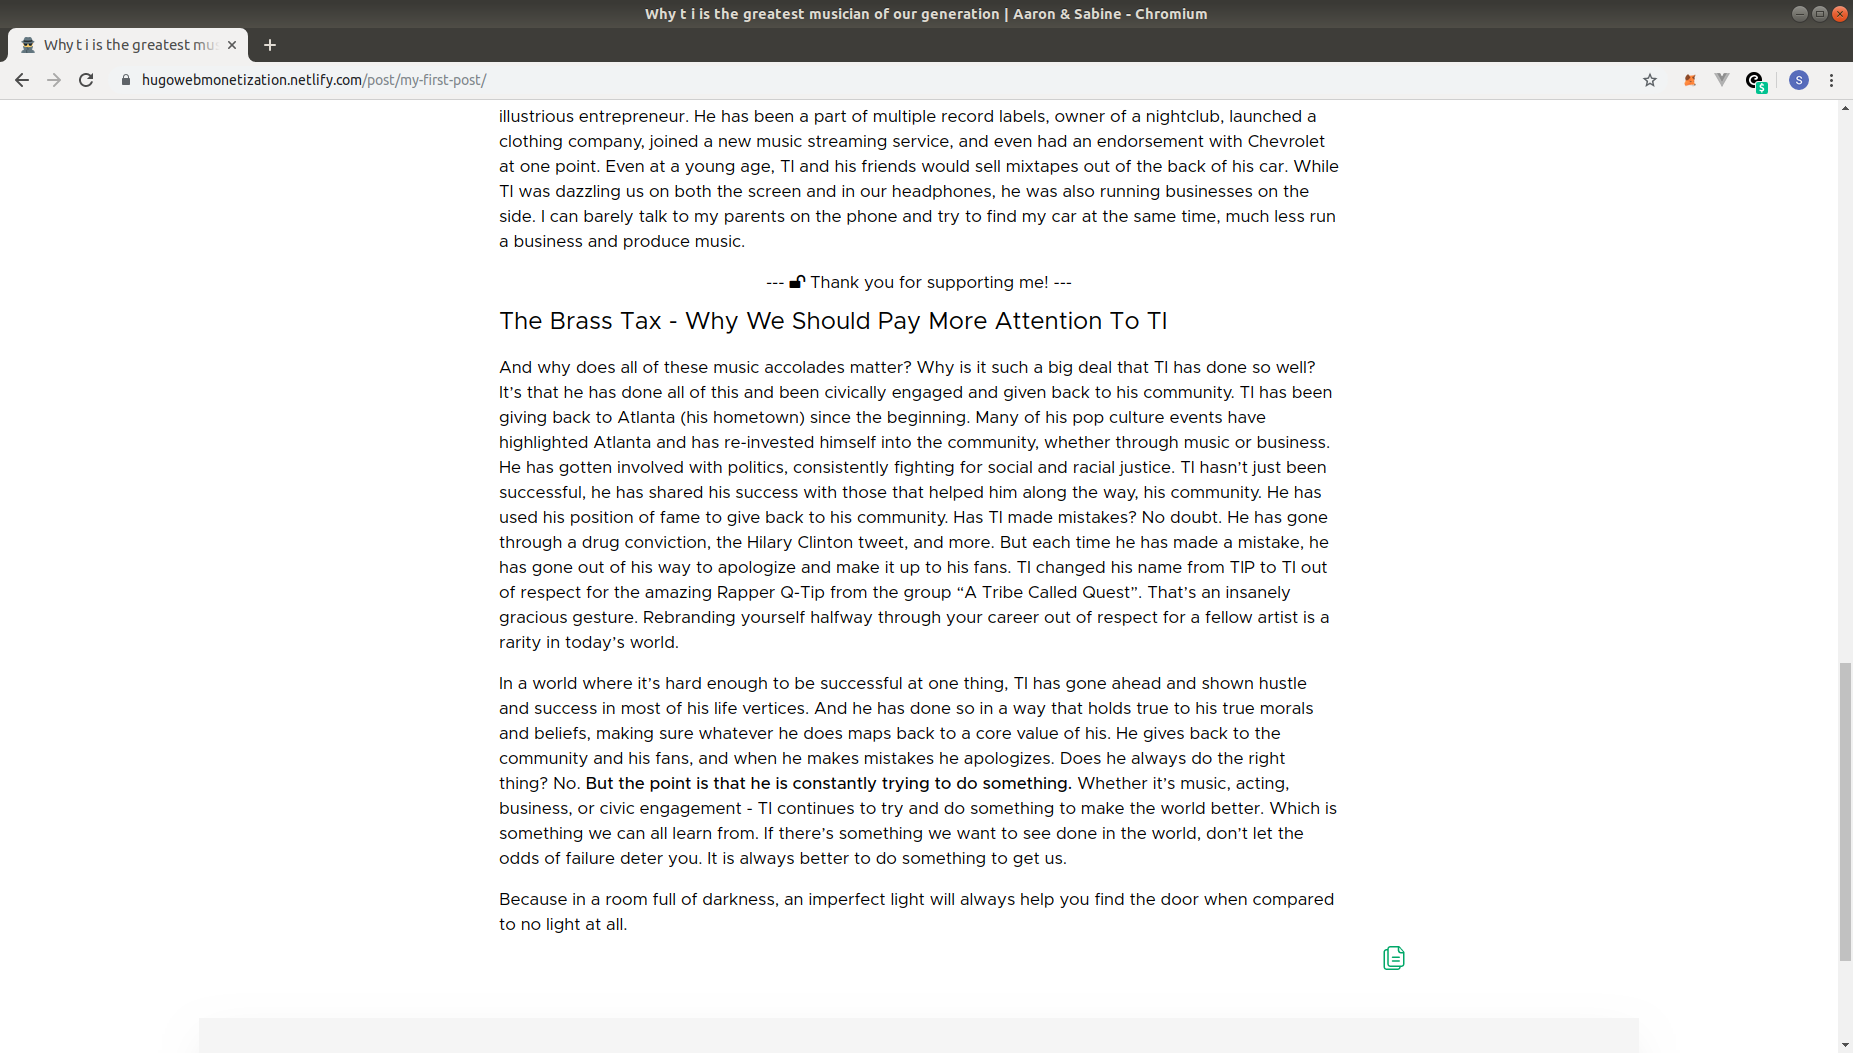 Why t i is the greatest musician of our generation | Aaron & Sabine - Chromium
Why t i is the greatest mus
hugowebmonetization.netlify.com/post/my-first-post/
S
$
illustrious entrepreneur. He has been a part of multiple record labels, owner of a nightclub, launched a
clothing company, joined a new music streaming service, and even had an endorsement with Chevrolet
at one point. Even at a young age, TI and his friends would sell mixtapes out of the back of his car. While
TI was dazzling us on both the screen and in our headphones, he was also running businesses on the
side. I can barely talk to my parents on the phone and try to find my car at the same time, much less run
a business and produce music.
--- Thank you for supporting me! ---
The Brass Tax - Why We Should Pay More Attention To TI
And why does all of these music accolades matter? Why is it such a big deal that TI has done so well?
It’s that he has done all of this and been civically engaged and given back to his community. TI has been
giving back to Atlanta (his hometown) since the beginning. Many of his pop culture events have
highlighted Atlanta and has re-invested himself into the community, whether through music or business.
He has gotten involved with politics, consistently fighting for social and racial justice. TI hasn’t just been
successful, he has shared his success with those that helped him along the way, his community. He has
used his position of fame to give back to his community. Has TI made mistakes? No doubt. He has gone
through a drug conviction, the Hilary Clinton tweet, and more. But each time he has made a mistake, he
has gone out of his way to apologize and make it up to his fans. TI changed his name from TIP to TI out
of respect for the amazing Rapper Q-Tip from the group “A Tribe Called Quest”. That’s an insanely
gracious gesture. Rebranding yourself halfway through your career out of respect for a fellow artist is a
rarity in today’s world.
In a world where it’s hard enough to be successful at one thing, TI has gone ahead and shown hustle
and success in most of his life vertices. And he has done so in a way that holds true to his true morals
and beliefs, making sure whatever he does maps back to a core value of his. He gives back to the
community and his fans, and when he makes mistakes he apologizes. Does he always do the right
thing? No. But the point is that he is constantly trying to do something. Whether it’s music, acting,
business, or civic engagement - TI continues to try and do something to make the world better. Which is
something we can all learn from. If there’s something we want to see done in the world, don’t let the
odds of failure deter you. It is always better to do something to get us.
Because in a room full of darkness, an imperfect light will always help you find the door when compared
to no light at all.